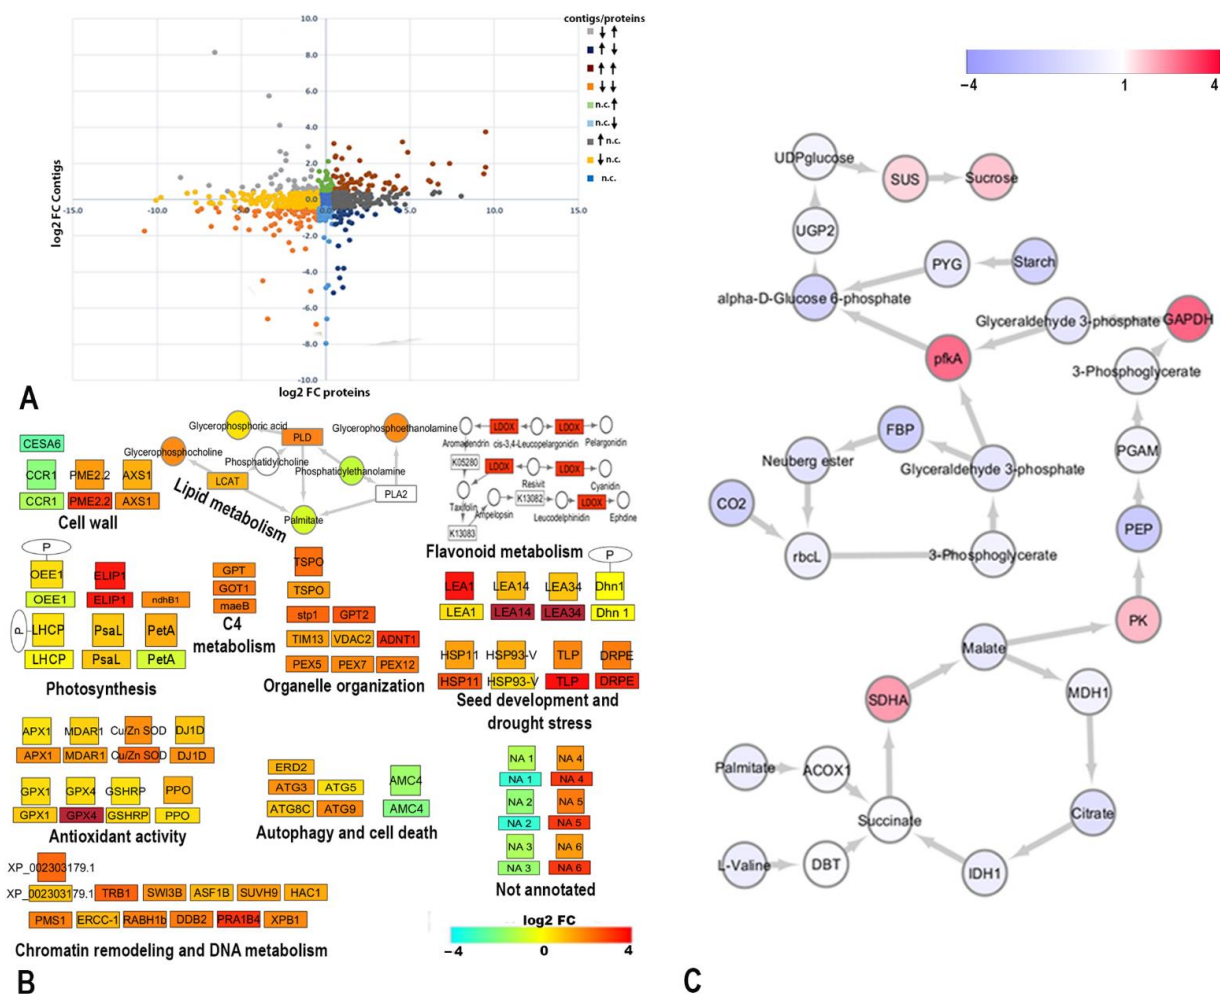 contigs/proteins
↓ ↑
↑ ↓
↑ ↑
↓ ↓
n.c. ↑
n.c. ↓
↑ n.c.
↓ n.c.
n.c.
10.0
8.0
6.0
4.0
2.0
0.0
-2.0
-4.0
-6.0
-8.0
-10.0
-15.0 -10.0 -5.0 5.0 10.0 15.0
log2 FC Contigs
log2 FC proteins
A
CESA6
CCR1 PME2.2 AXS1
CCR1 PME2.2 AXS1
Cell wall
Glycerophosphoric acid
Glycerophosphoethanolamine
PLD
Glycerophosphocholine
Phosphatidylcholine
Phosphatidylethanolamine
LCAT
PLA2
Palmitate
Lipid metabolism
LDOX LDOX
Aromadendrin cis-3,4-Leucopelargonidin Pelargonidin
K05280 LDOX LDOX
Resivit Cyanidin
Taxifolin K13082 LDOX
Ampelopsin Leucodelphinidin Ephdine
K13083
Flavonoid metabolism
P
OEE1 ELIP1
OEE1 ELIP1 ndhB1
P LHCP PsaL PetA
LHCP PsaL PetA
Photosynthesis
GPT
GOT1
maeB
C4
metabolism
TSPO
TSPO
stp1 GPT2
TIM13 VDAC2 ADNT1
PEX5 PEX7 PEX12
Organelle organization
P
LEA1 LEA14 LEA34 Dhn1
LEA1 LEA14 LEA34 Dhn 1
HSP11 HSP93-V TLP DRPE
HSP11 HSP93-V TLP DRPE
Seed development and
drought stress
APX1 MDAR1 Cu/Zn SOD DJ1D
APX1 MDAR1 Cu/Zn SOD DJ1D
GPX1 GPX4 GSHRP PPO
GPX1 GPX4 GSHRP PPO
Antioxidant activity
ERD2
ATG3 ATG5
ATG8C ATG9
AMC4
AMC4
Autophagy and cell death
NA 1 NA 4
NA 1 NA 4
NA 2 NA 5
NA 2 NA 5
NA 3 NA 6
NA 3 NA 6
Not annotated
XP_002303179.1
XP_002303179.1 TRB1 SWI3B ASF1B SUVH9 HAC1
PMS1 ERCC-1 RABH1b DDB2 PRA1B4 XPB1
Chromatin remodeling and DNA metabolism
log2 FC
−4 0 4
B
−4 1 4
UDPglucose
SUS
Sucrose
UGP2
PYG
Starch
alpha-D-Glucose 6-phosphate
Glyceraldehyde 3-phosphate
GAPDH
pfkA
3-Phosphoglycerate
FBP
PGAM
Neuberg ester
Glyceraldehyde 3-phosphate
CO2
PEP
rbcL
3-Phosphoglycerate
PK
Malate
SDHA
MDH1
Palmitate
ACOX1
Succinate
Citrate
L-Valine
DBT
IDH1
C